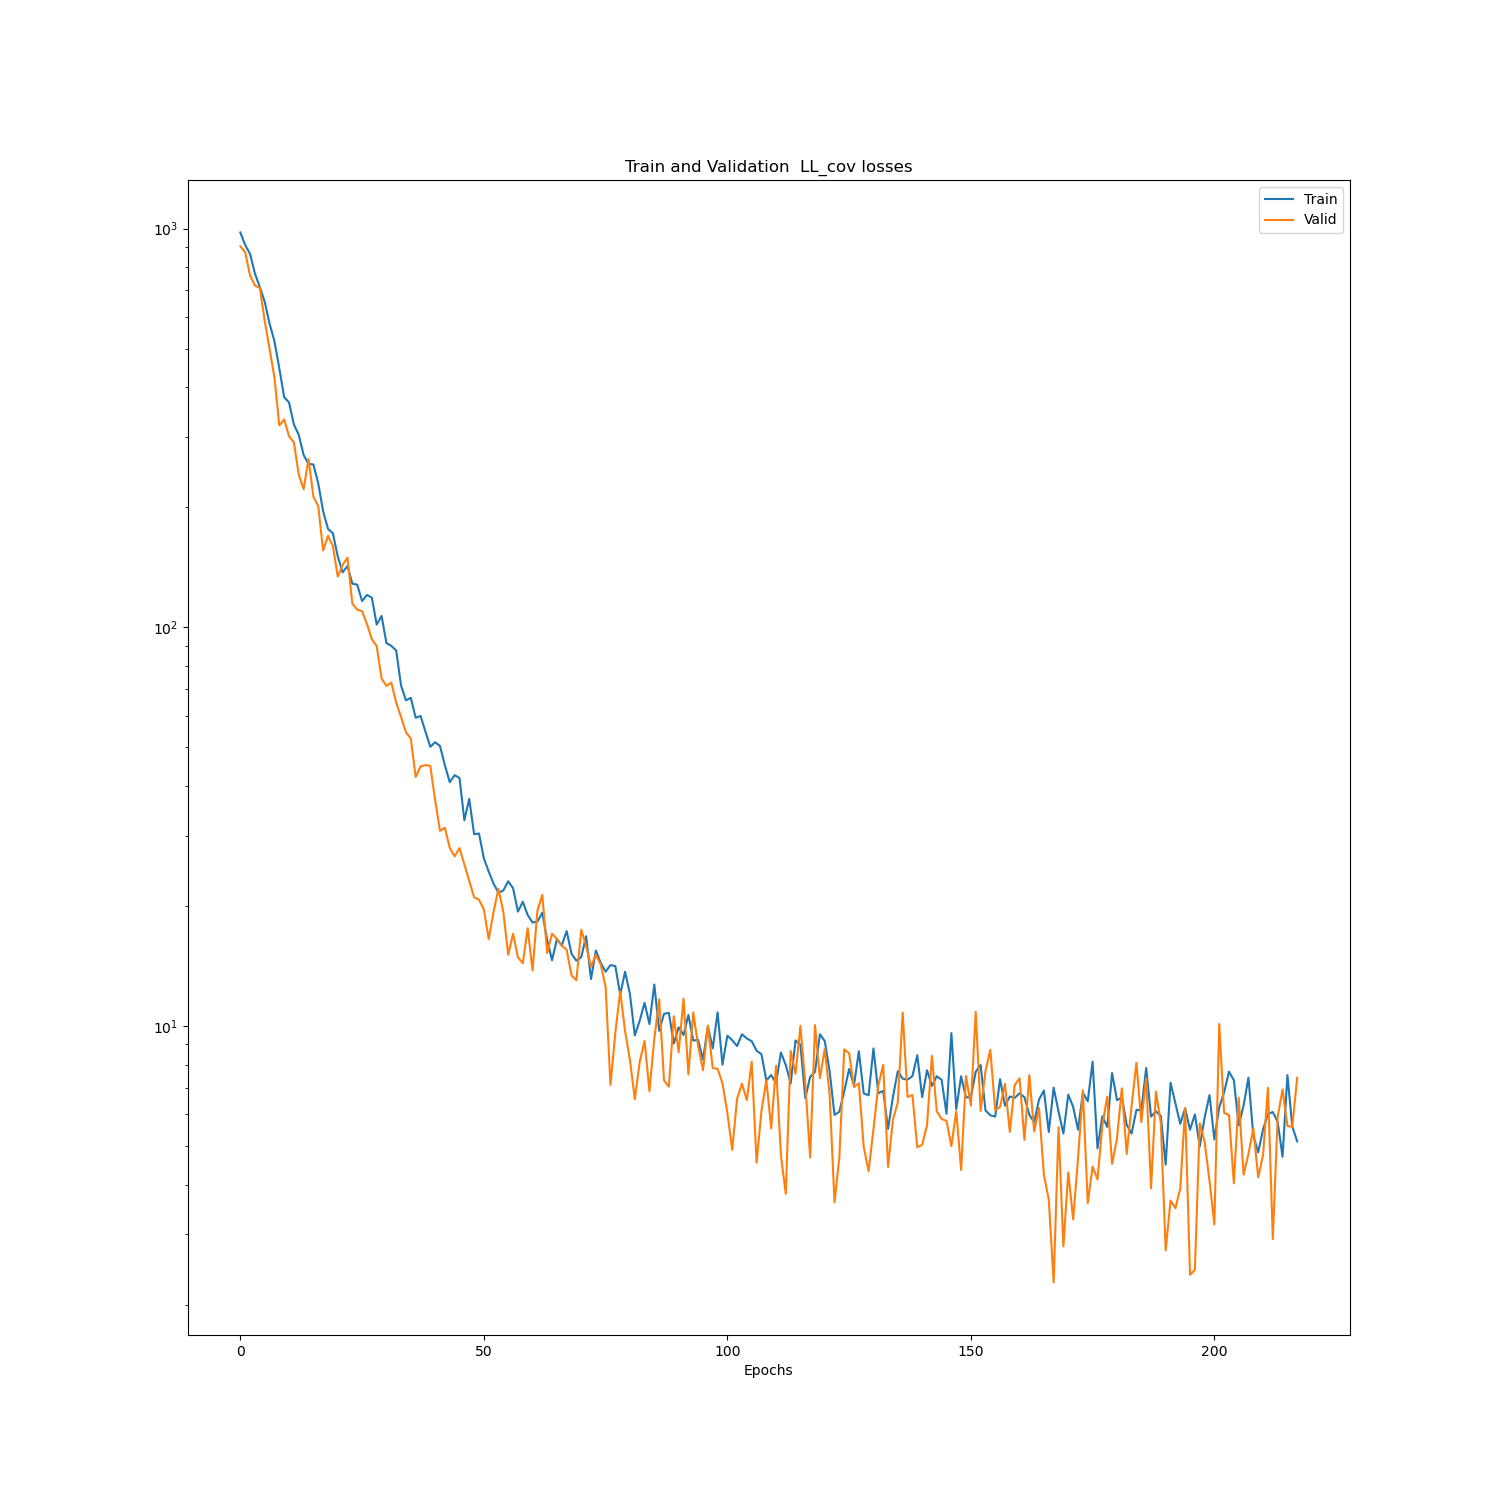 Train and Validation  LL_cov losses
Train
Valid
10³
10²
10¹
0 50 100 150 200
Epochs